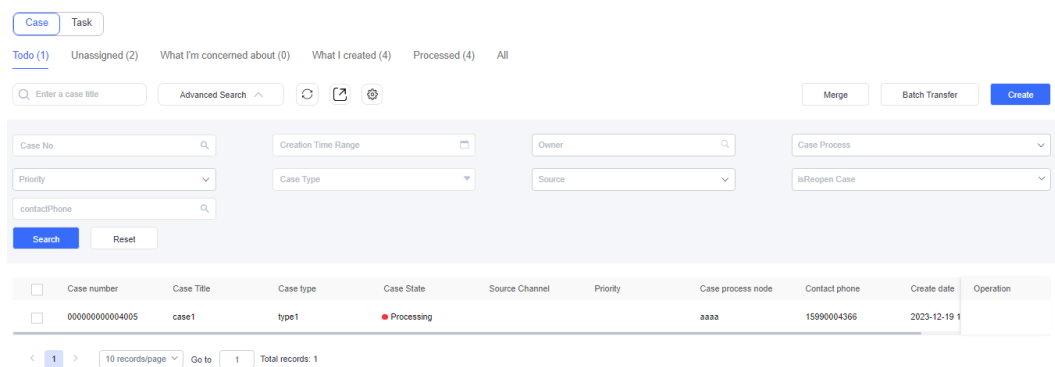 Case Task
Todo (1) Unassigned (2) What I'm concerned about (0) What I created (4) Processed (4) All
Enter a case title Advanced Search Merge Batch Transfer Create
Case No. Creation Time Range Owner Case Process
Priority Case Type Source isReopen Case
contactPhone
Search Reset
Case number Case Title Case type Case State Source Channel Priority Case process node Contact phone Create date Operation
000000000004005 case1 type1 Processing aaaa 15990004366 2023-12-19 1
1 10 records/page Go to 1 Total records: 1